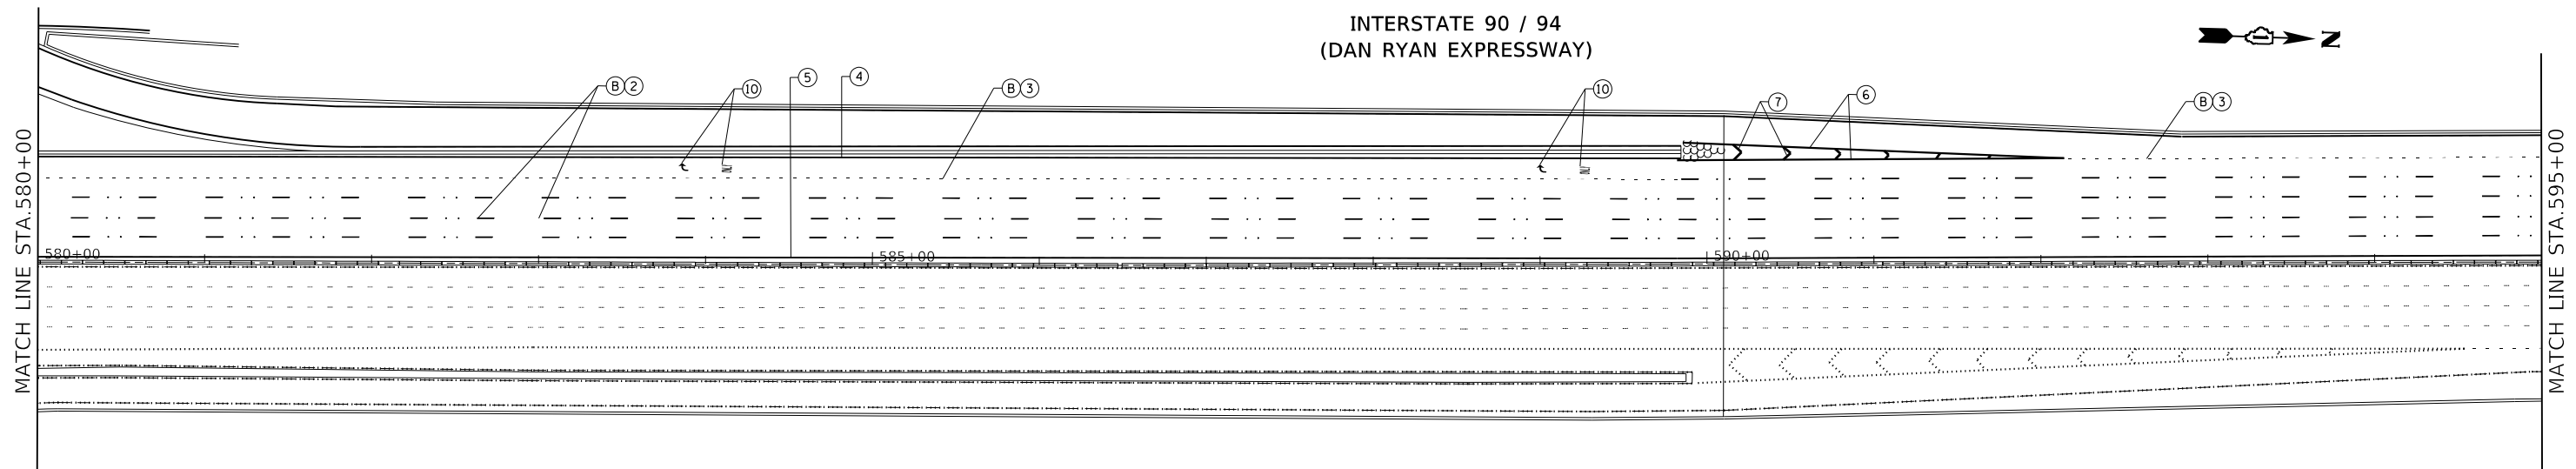 INTERSTATE 90 / 94
(DAN RYAN EXPRESSWAY)
N
B 2
10
5
4
B 3
10
7
6
B 3
MATCH LINE STA.580+00
580+00
585+00
590+00
MATCH LINE STA.595+00